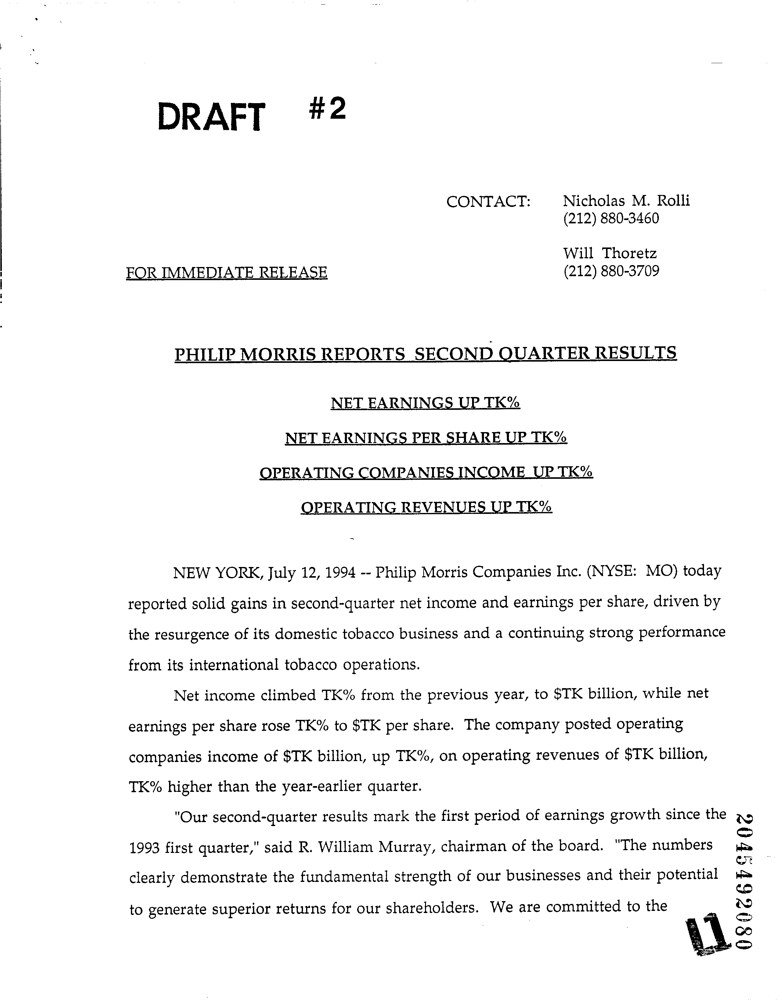 DRAFT #2
CONTACT: Nicholas M. Rolli
(212) 880-3460
Will Thoretz
FOR IMMEDIATE RELEASE (212) 880-3709
PHILIP MORRIS REPORTS SECOND QUARTER RESULTS
NET EARNINGS UP TK%
NET EARNINGS PER SHARE UP TK%
OPERATING COMPANIES INCOME UP TK%
OPERATING REVENUES UP TK%
NEW YORK, July 12, 1994 -- Philip Morris Companies Inc. (NYSE: MO) today
reported solid gains in second-quarter net income and earnings per share, driven by
the resurgence of its domestic tobacco business and a continuing strong performance
from its international tobacco operations.
Net income climbed TK% from the previous year, to $TK billion, while net
earnings per share rose TK% to $TK per share. The company posted operating
companies income of $TK billion, up TK%, on operating revenues of $TK billion,
TK% higher than the year-earlier quarter.
"Our second-quarter results mark the first period of earnings growth since the
1993 first quarter," said R. William Murray, chairman of the board. "The numbers
clearly demonstrate the fundamental strength of our businesses and their potential
to generate superior returns for our shareholders. We are committed to the
2045492080